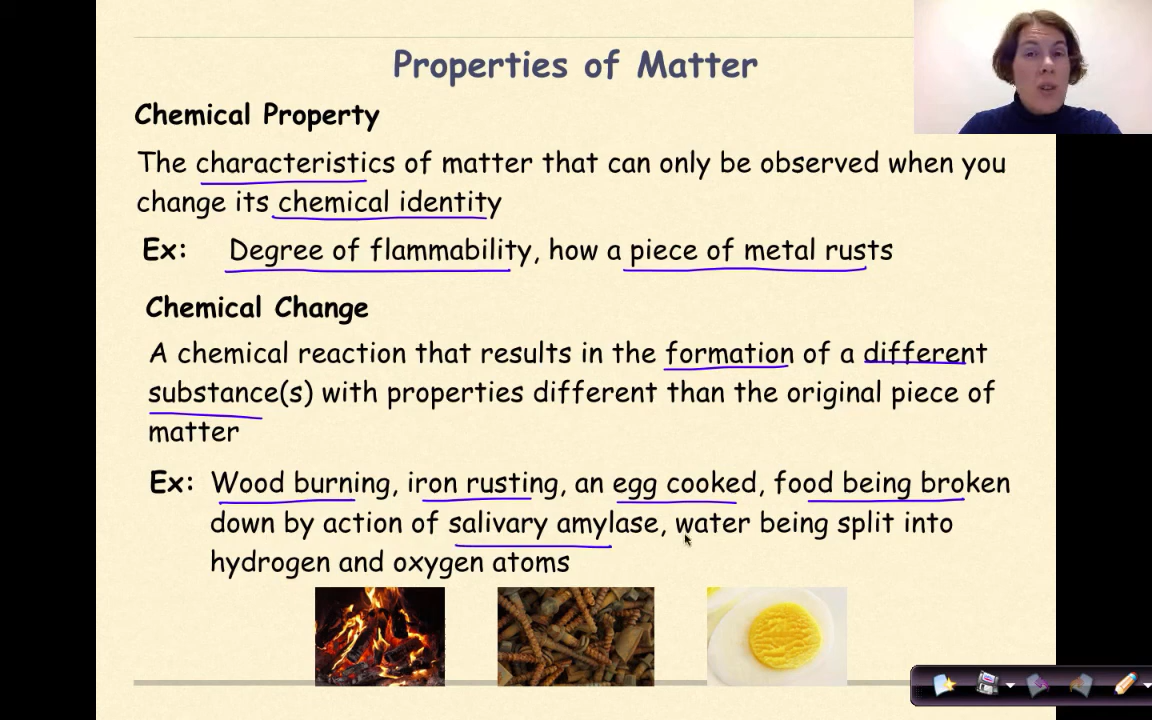 Properties of Matter
Chemical Property
The characteristics of matter that can only be observed when you
change its chemical identity
Ex: Degree of flammability, how a piece of metal rusts
Chemical Change
A chemical reaction that results in the formation of a different
substance(s) with properties different than the original piece of
matter
Ex: Wood burning, iron rusting, an egg cooked, food being broken
down by action of salivary amylase, water being split into
hydrogen and oxygen atoms